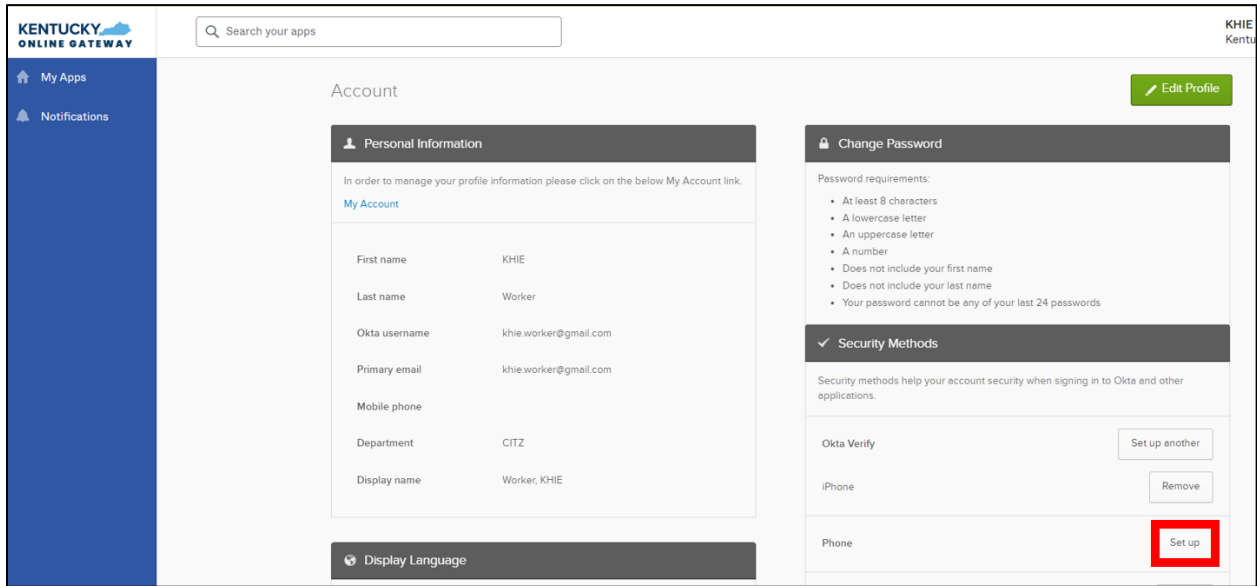 KENTUCKY
ONLINE GATEWAY
Search your apps
KHIE
Kentu
My Apps
Notifications
Account
Edit Profile
Personal Information
In order to manage your profile information please click on the below My Account link.
My Account
First name KHIE
Last name Worker
Okta username khie.worker@gmail.com
Primary email khie.worker@gmail.com
Mobile phone
Department CITZ
Display name Worker, KHIE
Display Language
Change Password
Password requirements:
• At least 8 characters
• A lowercase letter
• An uppercase letter
• A number
• Does not include your first name
• Does not include your last name
• Your password cannot be any of your last 24 passwords
Security Methods
Security methods help your account security when signing in to Okta and other
applications.
Okta Verify Set up another
iPhone Remove
Phone Set up